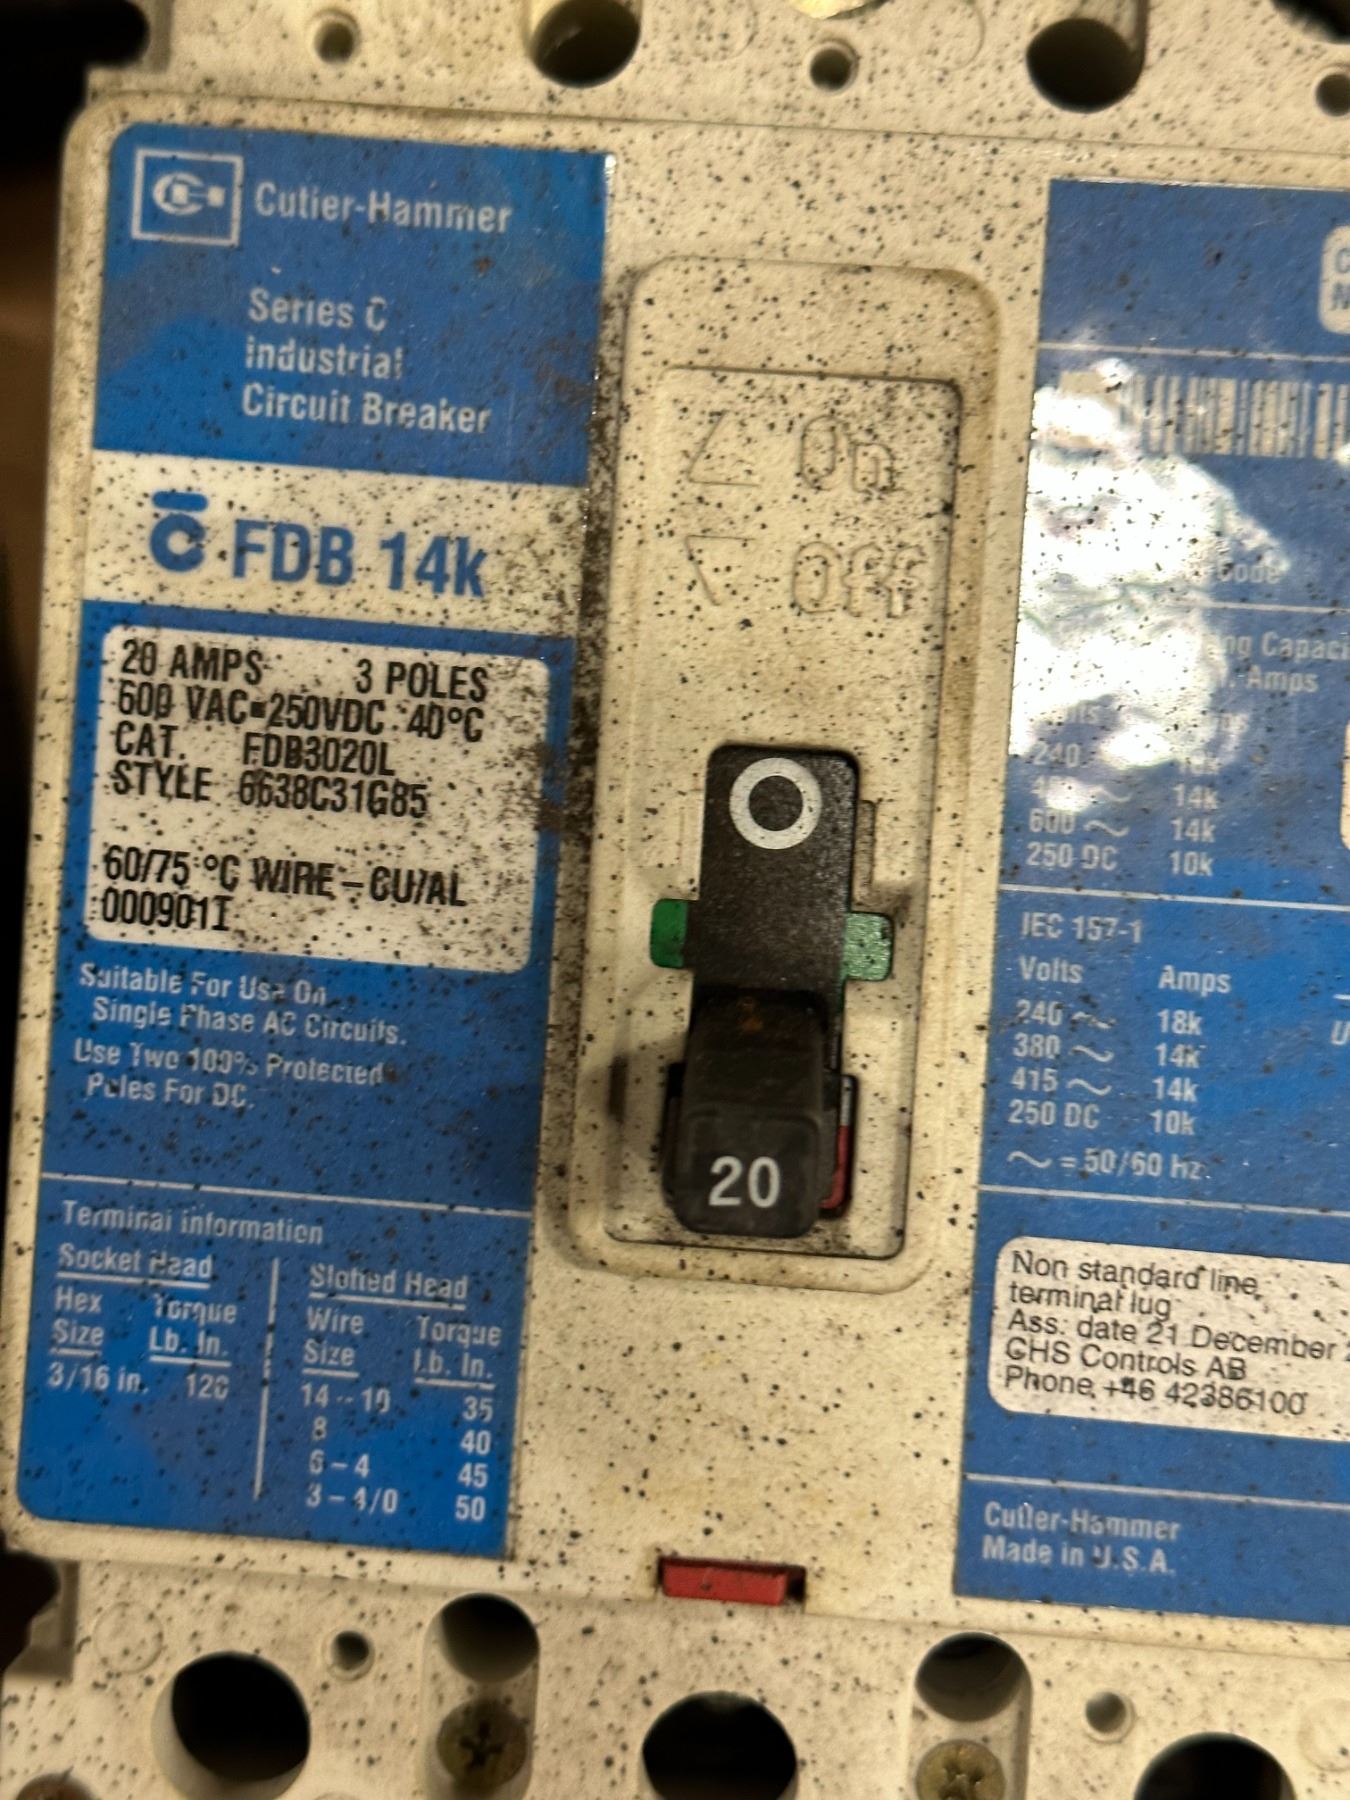 Cutler-Hammer
Series C
Industrial
Circuit Breaker
FDB 14k
20 AMPS 3 POLES
600 VAC 250VDC 40°C
CAT. FDB3020L
STYLE 6638C31G85
60/75 °C WIRE – CU/AL
000901I
Suitable For Use On
Single Phase AC Circuits.
Use Two 100% Protected
Poles For DC.
Terminal Information
Socket Head
Hex Torque
Size Lb. In.
3/16 in. 120
Slotted Head
Wire Torque
Size Lb. In.
14 - 10 35
8 40
6 – 4 45
3 – 4/0 50
On
Off
20
Code
Amps
240 ~
14k
600 ~ 14k
250 DC 10k
IEC 157-1
Volts Amps
240 ~ 18k
380 ~ 14k
415 ~ 14k
250 DC 10k
~ = 50/60 hz.
Non standard line
terminal lug
Ass. date 21 December
CHS Controls AB
Phone +46 42386100
Cutler-Hammer
Made in U.S.A.